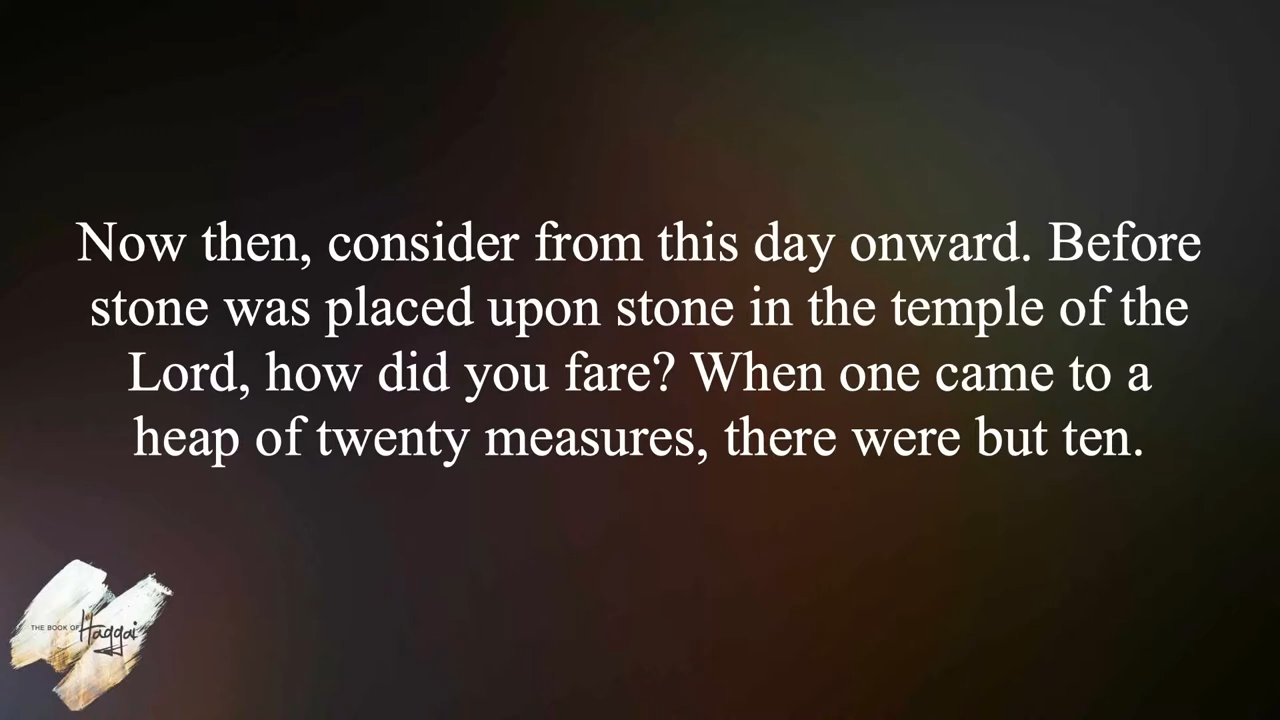 Now then, consider from this day onward. Before
stone was placed upon stone in the temple of the
Lord, how did you fare? When one came to a
heap of twenty measures, there were but ten.
THE BOOK OF Haggai